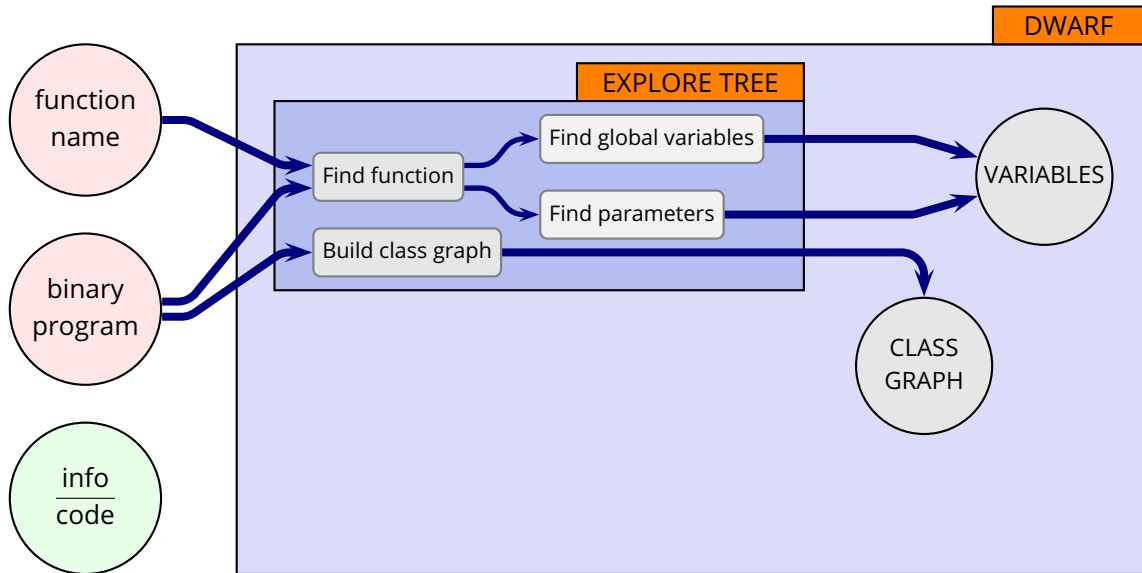 DWARF
EXPLORE TREE
function
name
Find global variables
Find function
VARIABLES
Find parameters
Build class graph
binary
program
CLASS
GRAPH
info
code